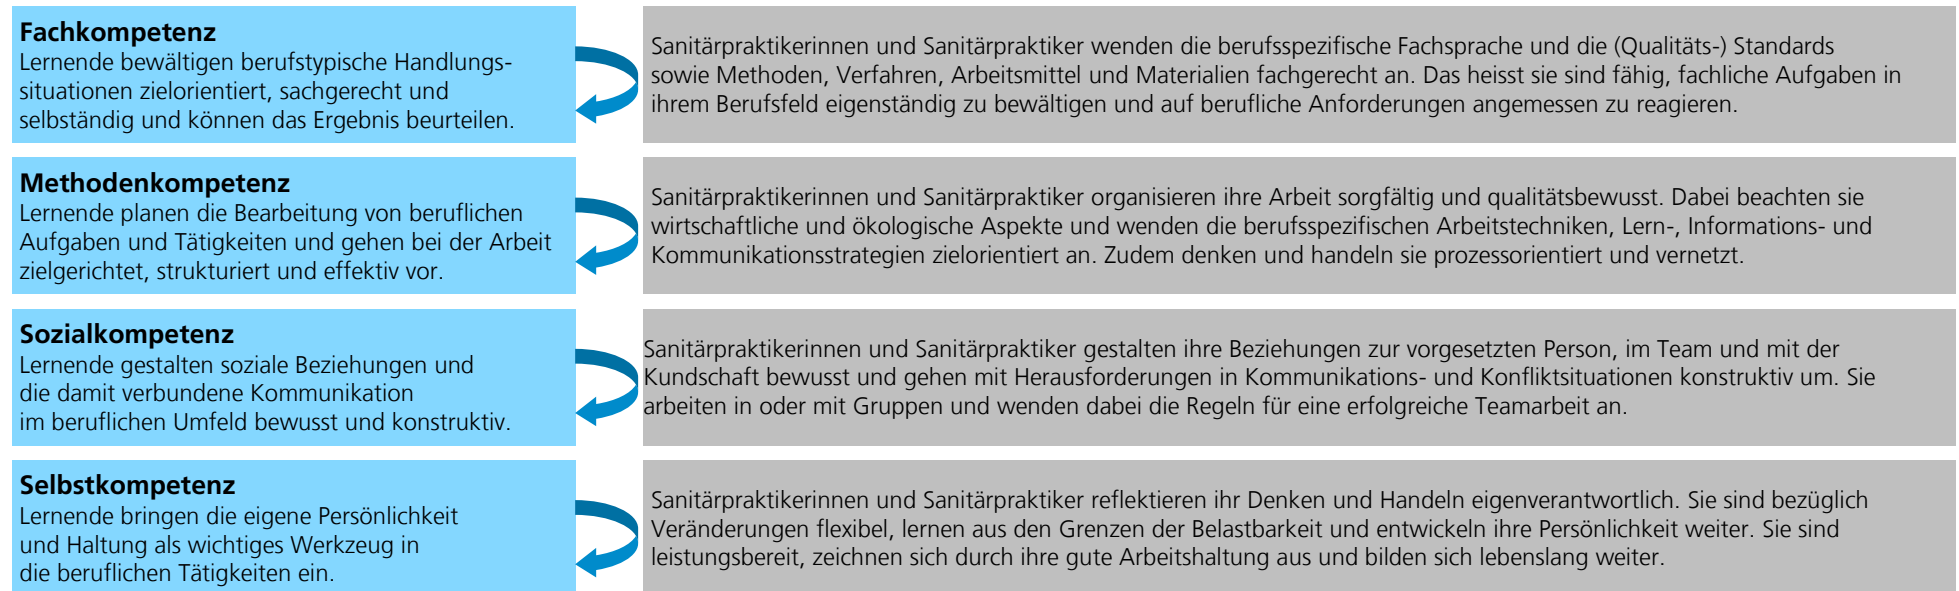 Fachkompetenz
Lernende bewältigen berufstypische Handlungs-
situationen zielorientiert, sachgerecht und
selbständig und können das Ergebnis beurteilen.
Sanitärpraktikerinnen und Sanitärpraktiker wenden die berufsspezifische Fachsprache und die (Qualitäts-) Standards
sowie Methoden, Verfahren, Arbeitsmittel und Materialien fachgerecht an. Das heisst sie sind fähig, fachliche Aufgaben in
ihrem Berufsfeld eigenständig zu bewältigen und auf berufliche Anforderungen angemessen zu reagieren.
Methodenkompetenz
Lernende planen die Bearbeitung von beruflichen
Aufgaben und Tätigkeiten und gehen bei der Arbeit
zielgerichtet, strukturiert und effektiv vor.
Sanitärpraktikerinnen und Sanitärpraktiker organisieren ihre Arbeit sorgfältig und qualitätsbewusst. Dabei beachten sie
wirtschaftliche und ökologische Aspekte und wenden die berufsspezifischen Arbeitstechniken, Lern-, Informations- und
Kommunikationsstrategien zielorientiert an. Zudem denken und handeln sie prozessorientiert und vernetzt.
Sozialkompetenz
Lernende gestalten soziale Beziehungen und
die damit verbundene Kommunikation
im beruflichen Umfeld bewusst und konstruktiv.
Sanitärpraktikerinnen und Sanitärpraktiker gestalten ihre Beziehungen zur vorgesetzten Person, im Team und mit der
Kundschaft bewusst und gehen mit Herausforderungen in Kommunikations- und Konfliktsituationen konstruktiv um. Sie
arbeiten in oder mit Gruppen und wenden dabei die Regeln für eine erfolgreiche Teamarbeit an.
Selbstkompetenz
Lernende bringen die eigene Persönlichkeit
und Haltung als wichtiges Werkzeug in
die beruflichen Tätigkeiten ein.
Sanitärpraktikerinnen und Sanitärpraktiker reflektieren ihr Denken und Handeln eigenverantwortlich. Sie sind bezüglich
Veränderungen flexibel, lernen aus den Grenzen der Belastbarkeit und entwickeln ihre Persönlichkeit weiter. Sie sind
leistungsbereit, zeichnen sich durch ihre gute Arbeitshaltung aus und bilden sich lebenslang weiter.